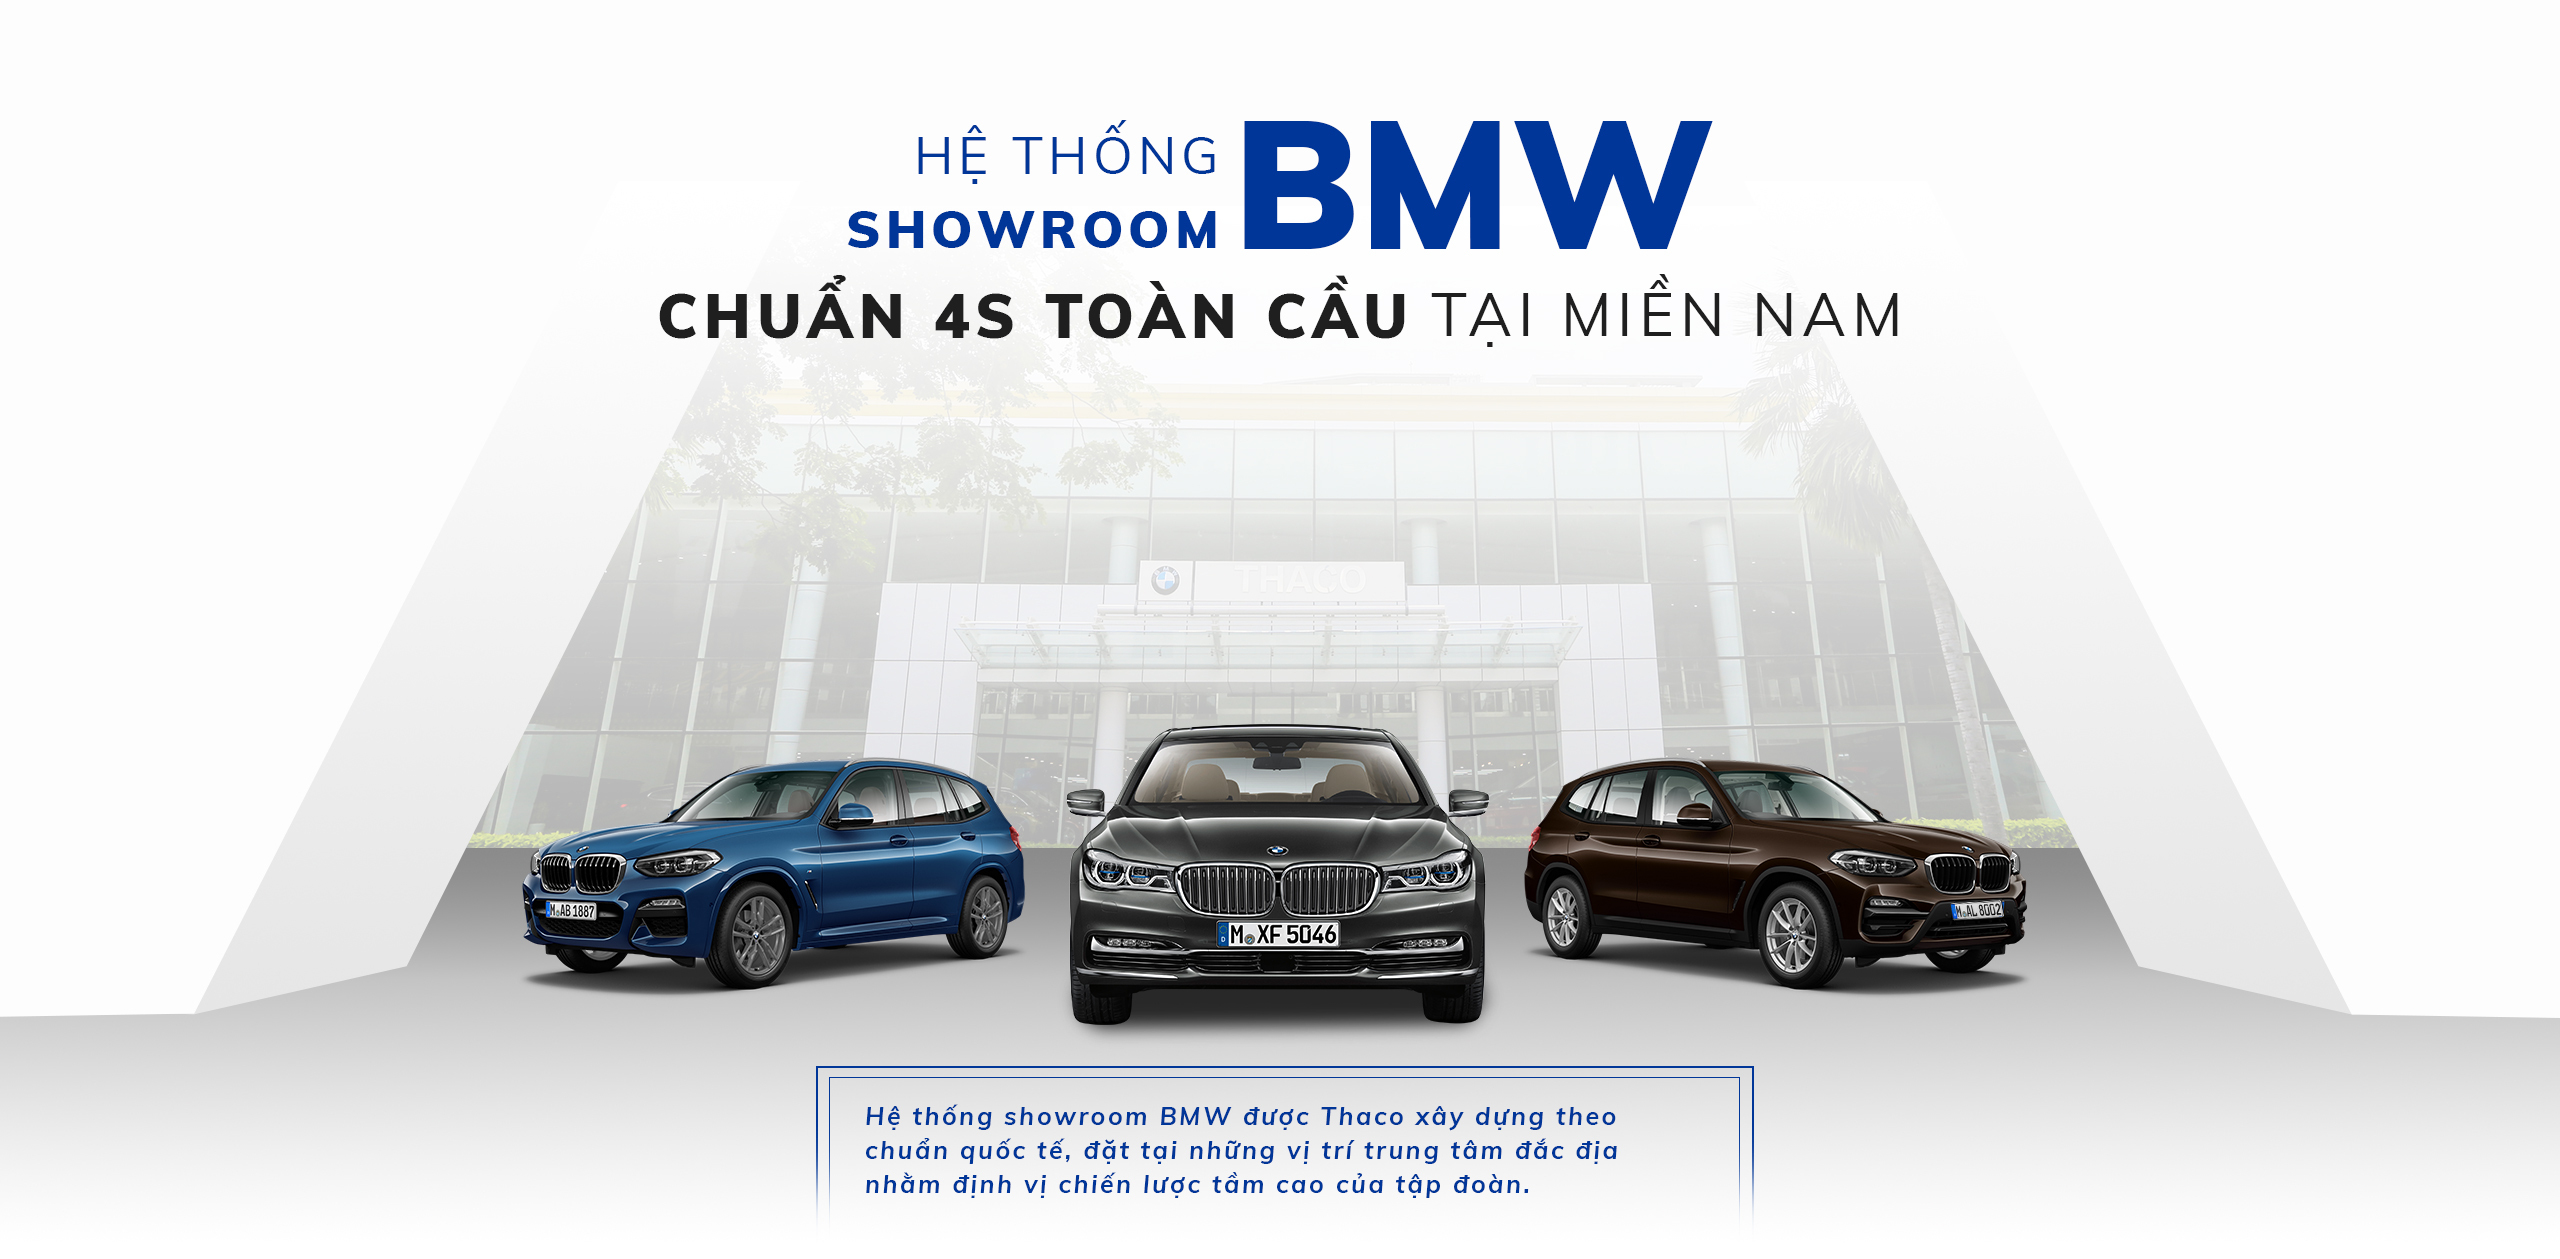 HỆ THỐNG
SHOWROOM BMW
CHUẨN 4S TOÀN CẦU TẠI MIỀN NAM
THACO
M AB 1887
M XF 5046
M AL 8002
Hệ thống showroom BMW được Thaco xây dựng theo
chuẩn quốc tế, đặt tại những vị trí trung tâm đắc địa
nhằm định vị chiến lược tầm cao của tập đoàn.